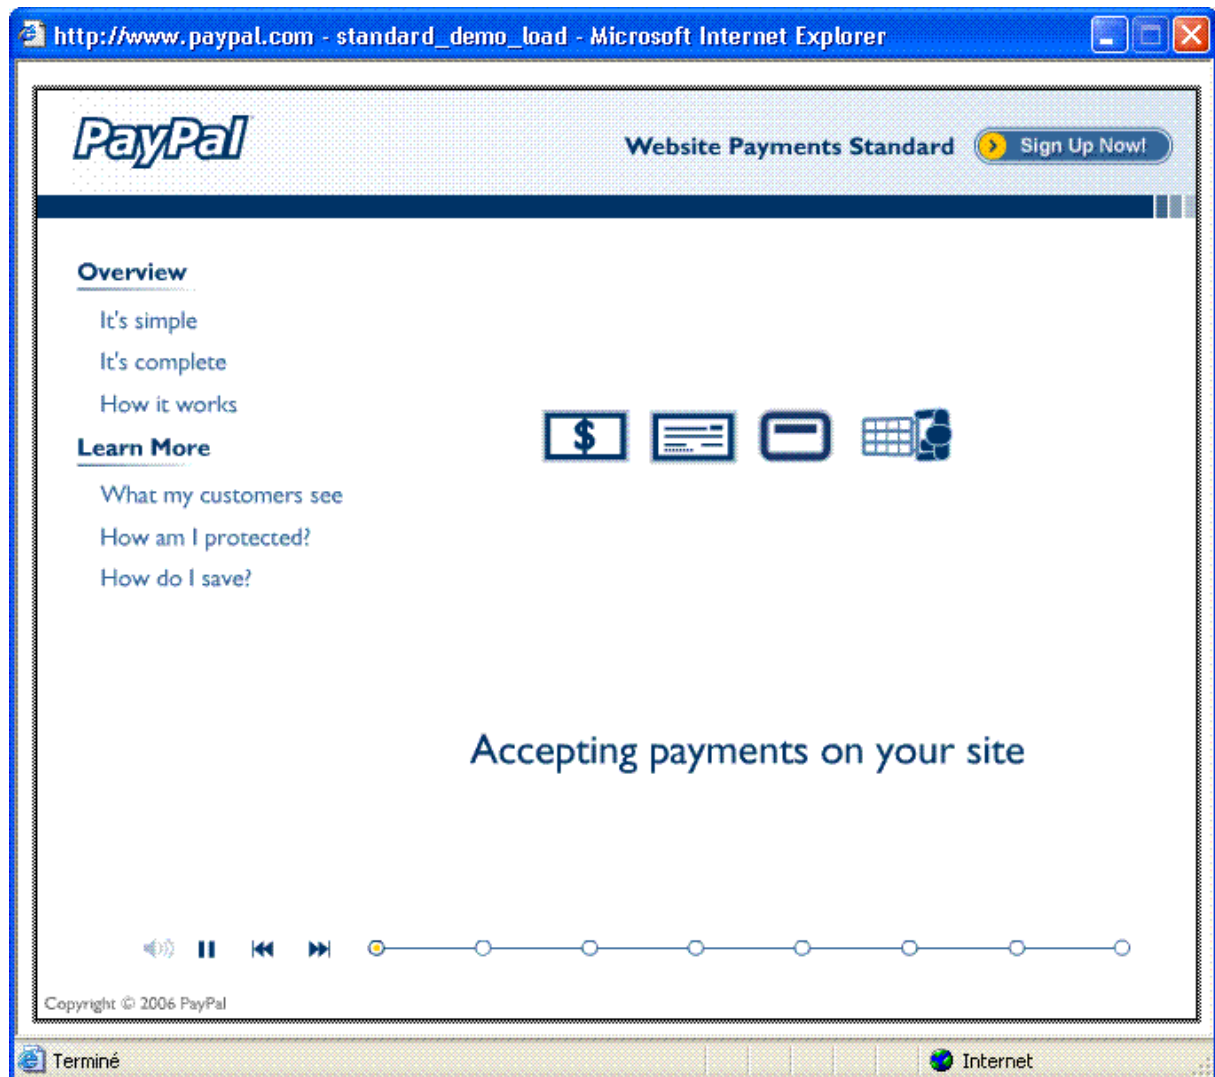 http://www.paypal.com - standard_demo_load - Microsoft Internet Explorer
PayPal
Website Payments Standard
Sign Up Now!
Overview
It's simple
It's complete
How it works
$
Learn More
What my customers see
How am I protected?
How do I save?
Accepting payments on your site
Copyright © 2006 PayPal
Terminé
Internet